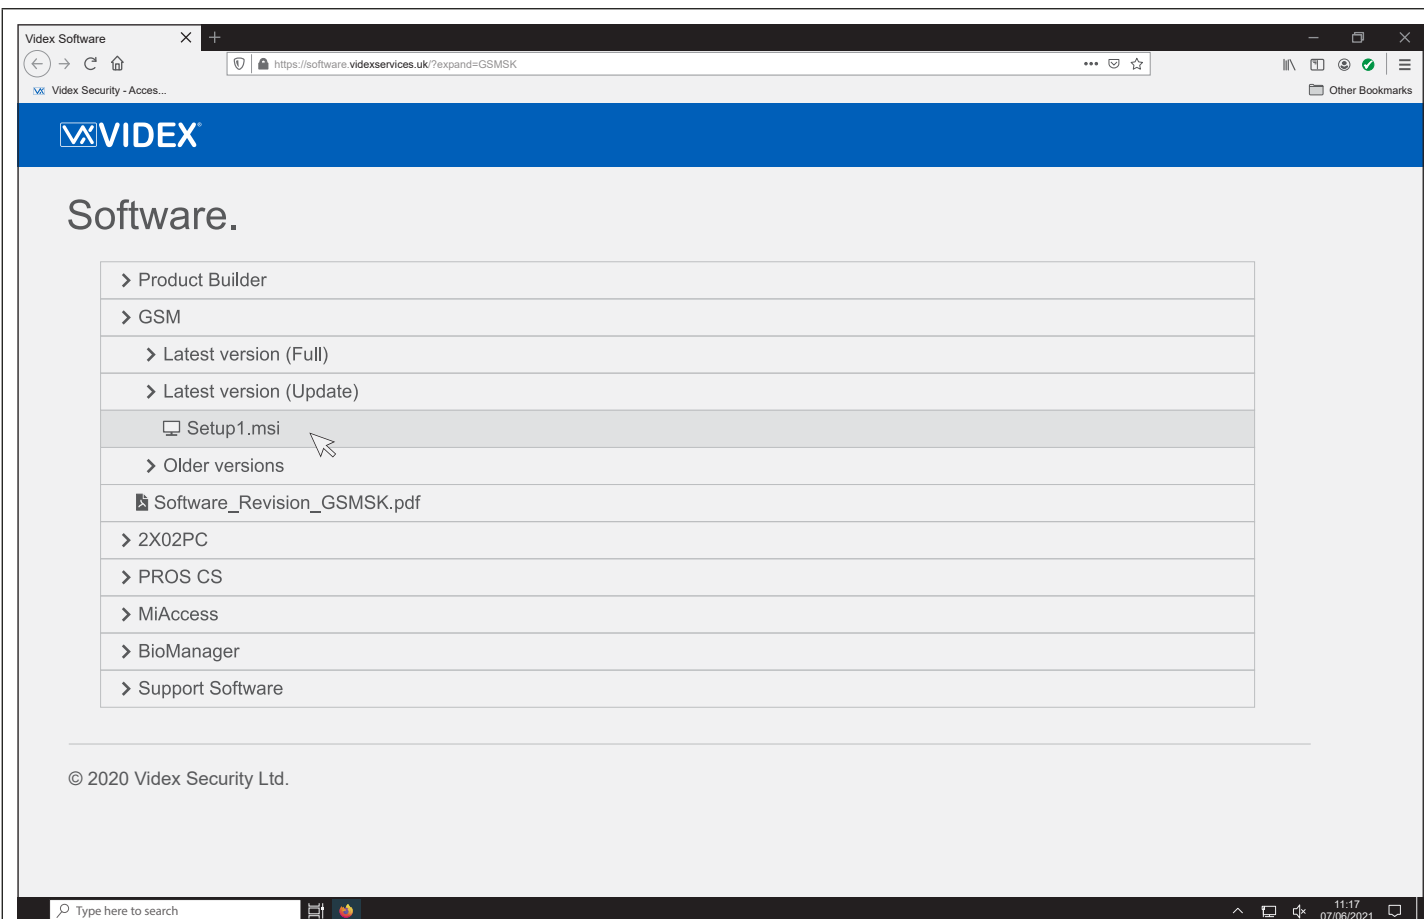 Videx Software
https://software.videxservices.uk/?expand=GSMSK
Videx Security - Acces...
Other Bookmarks
VIDEX®
Software.
Product Builder
GSM
Latest version (Full)
Latest version (Update)
Setup1.msi
Older versions
Software_Revision_GSMSK.pdf
2X02PC
PROS CS
MiAccess
BioManager
Support Software
© 2020 Videx Security Ltd.
Type here to search
11:17
07/06/2021